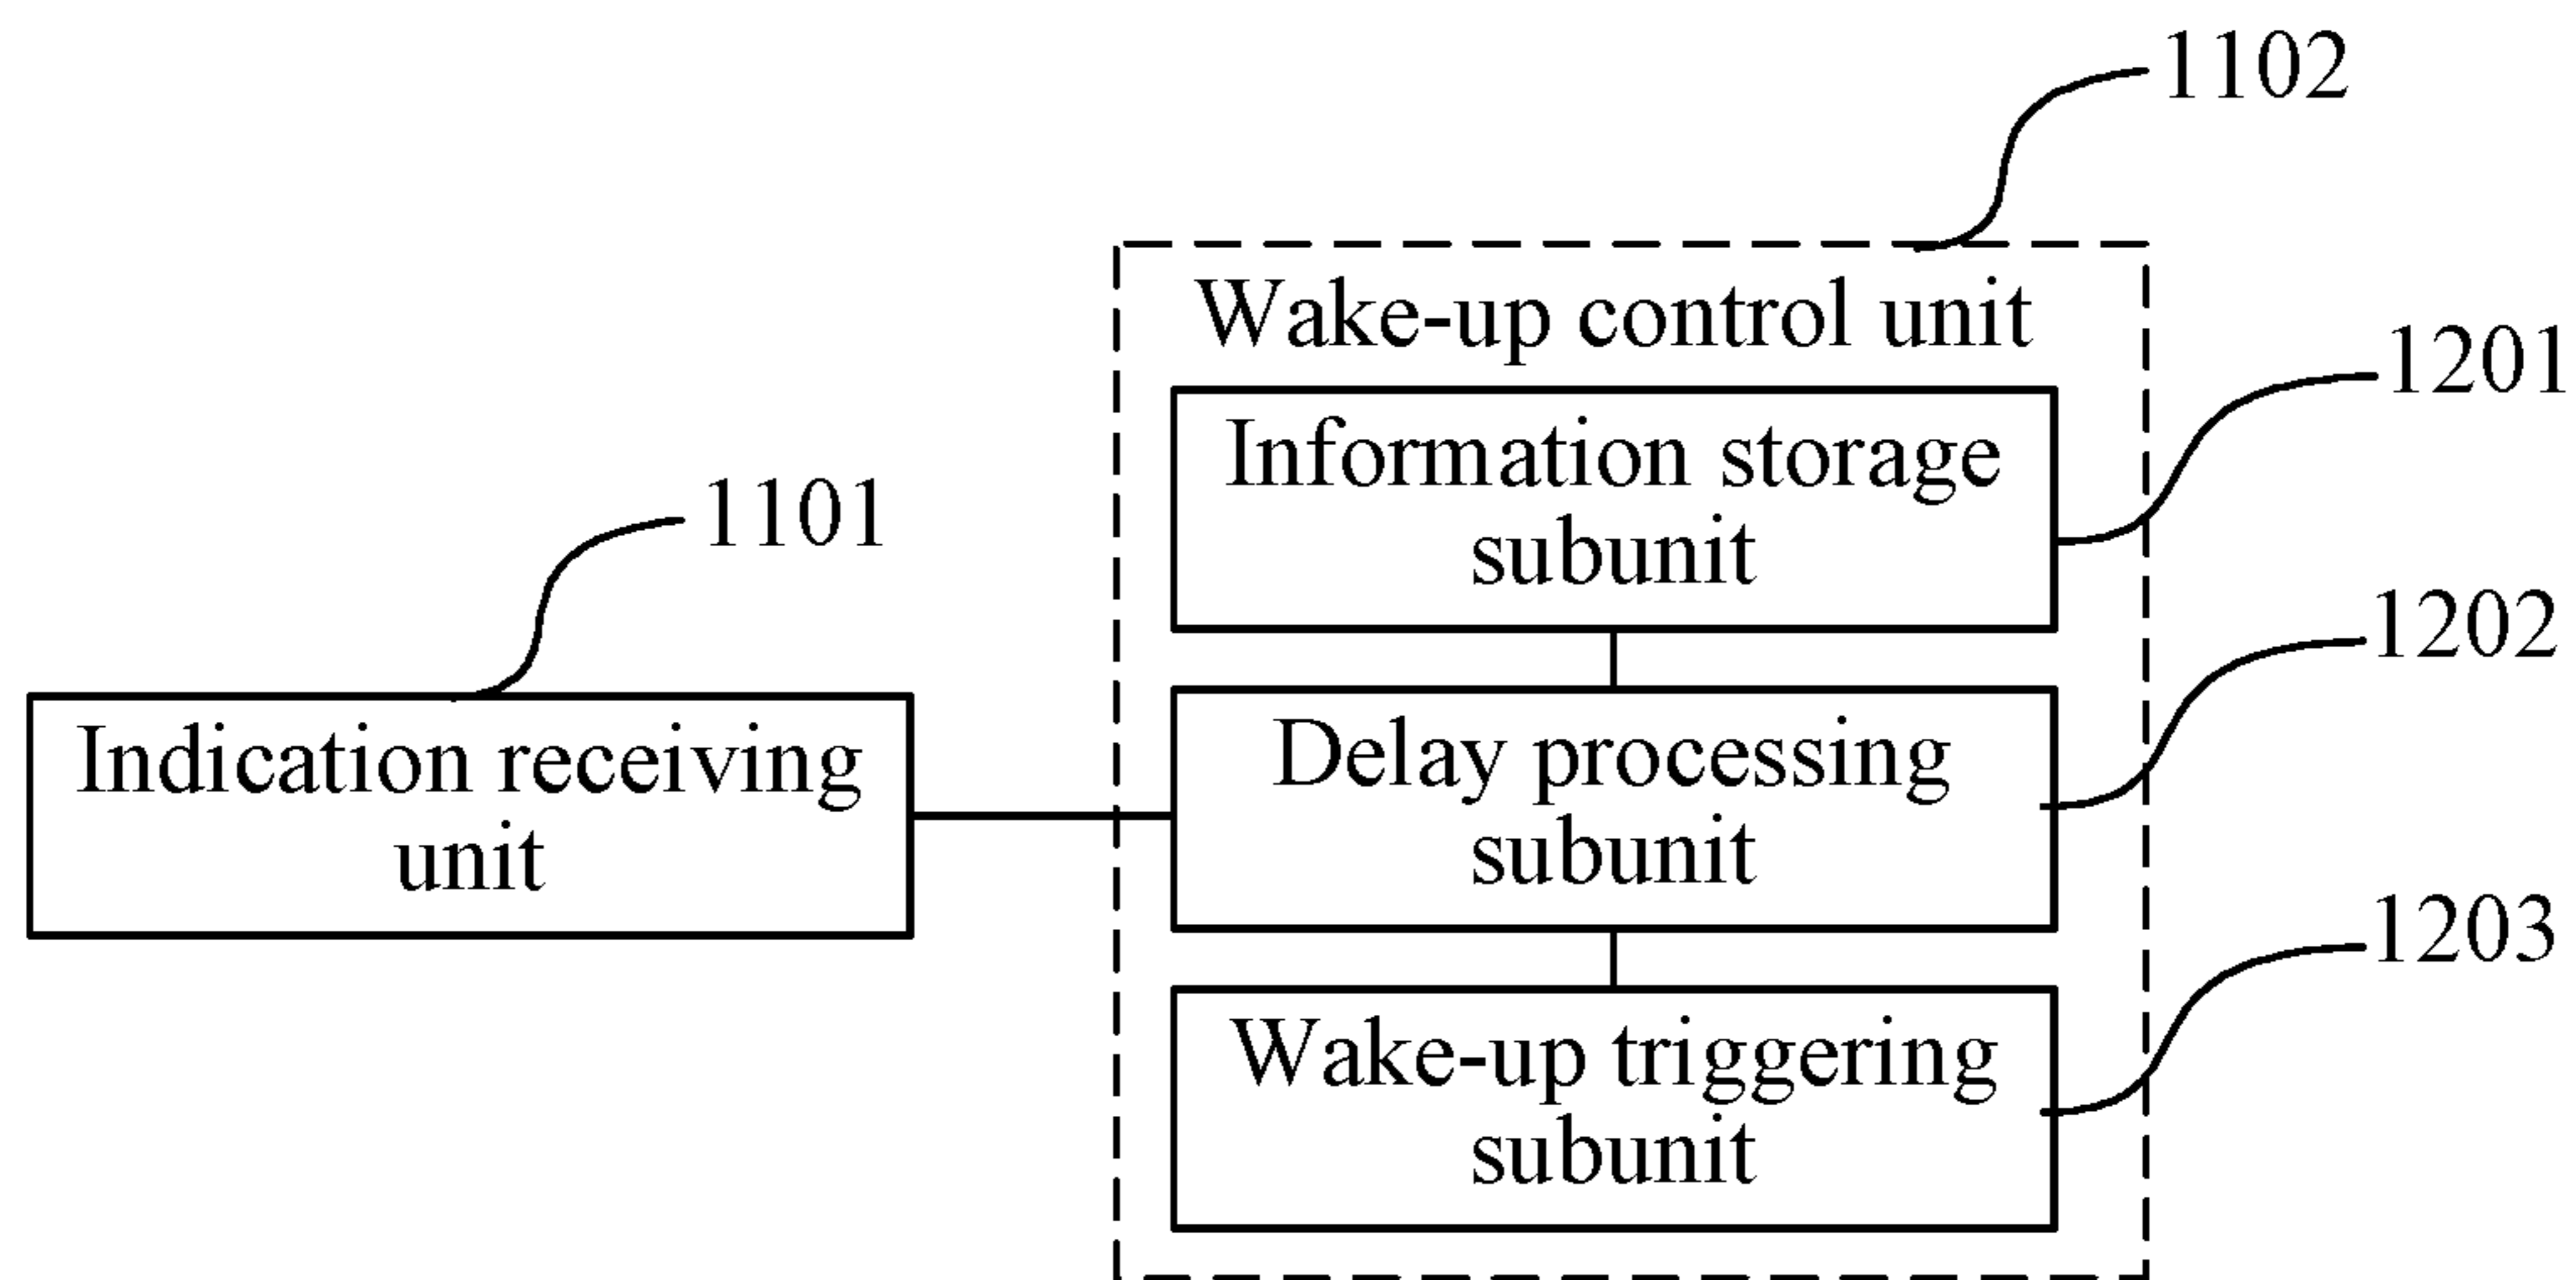 1102
Wake-up control unit
1201
Information storage
subunit
1101
1202
Indication receiving
unit
Delay processing
subunit
1203
Wake-up triggering
subunit